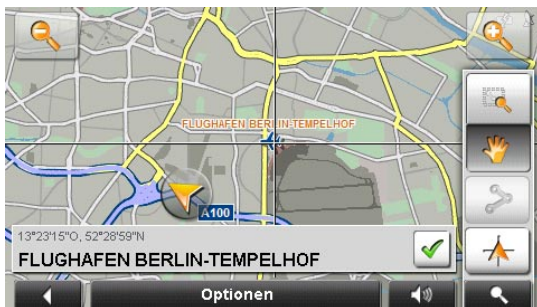 FLUGHAFEN BERLIN-TEMPELHOF
A100
13°23'15"O, 52°28'59"N
FLUGHAFEN BERLIN-TEMPELHOF
Optionen